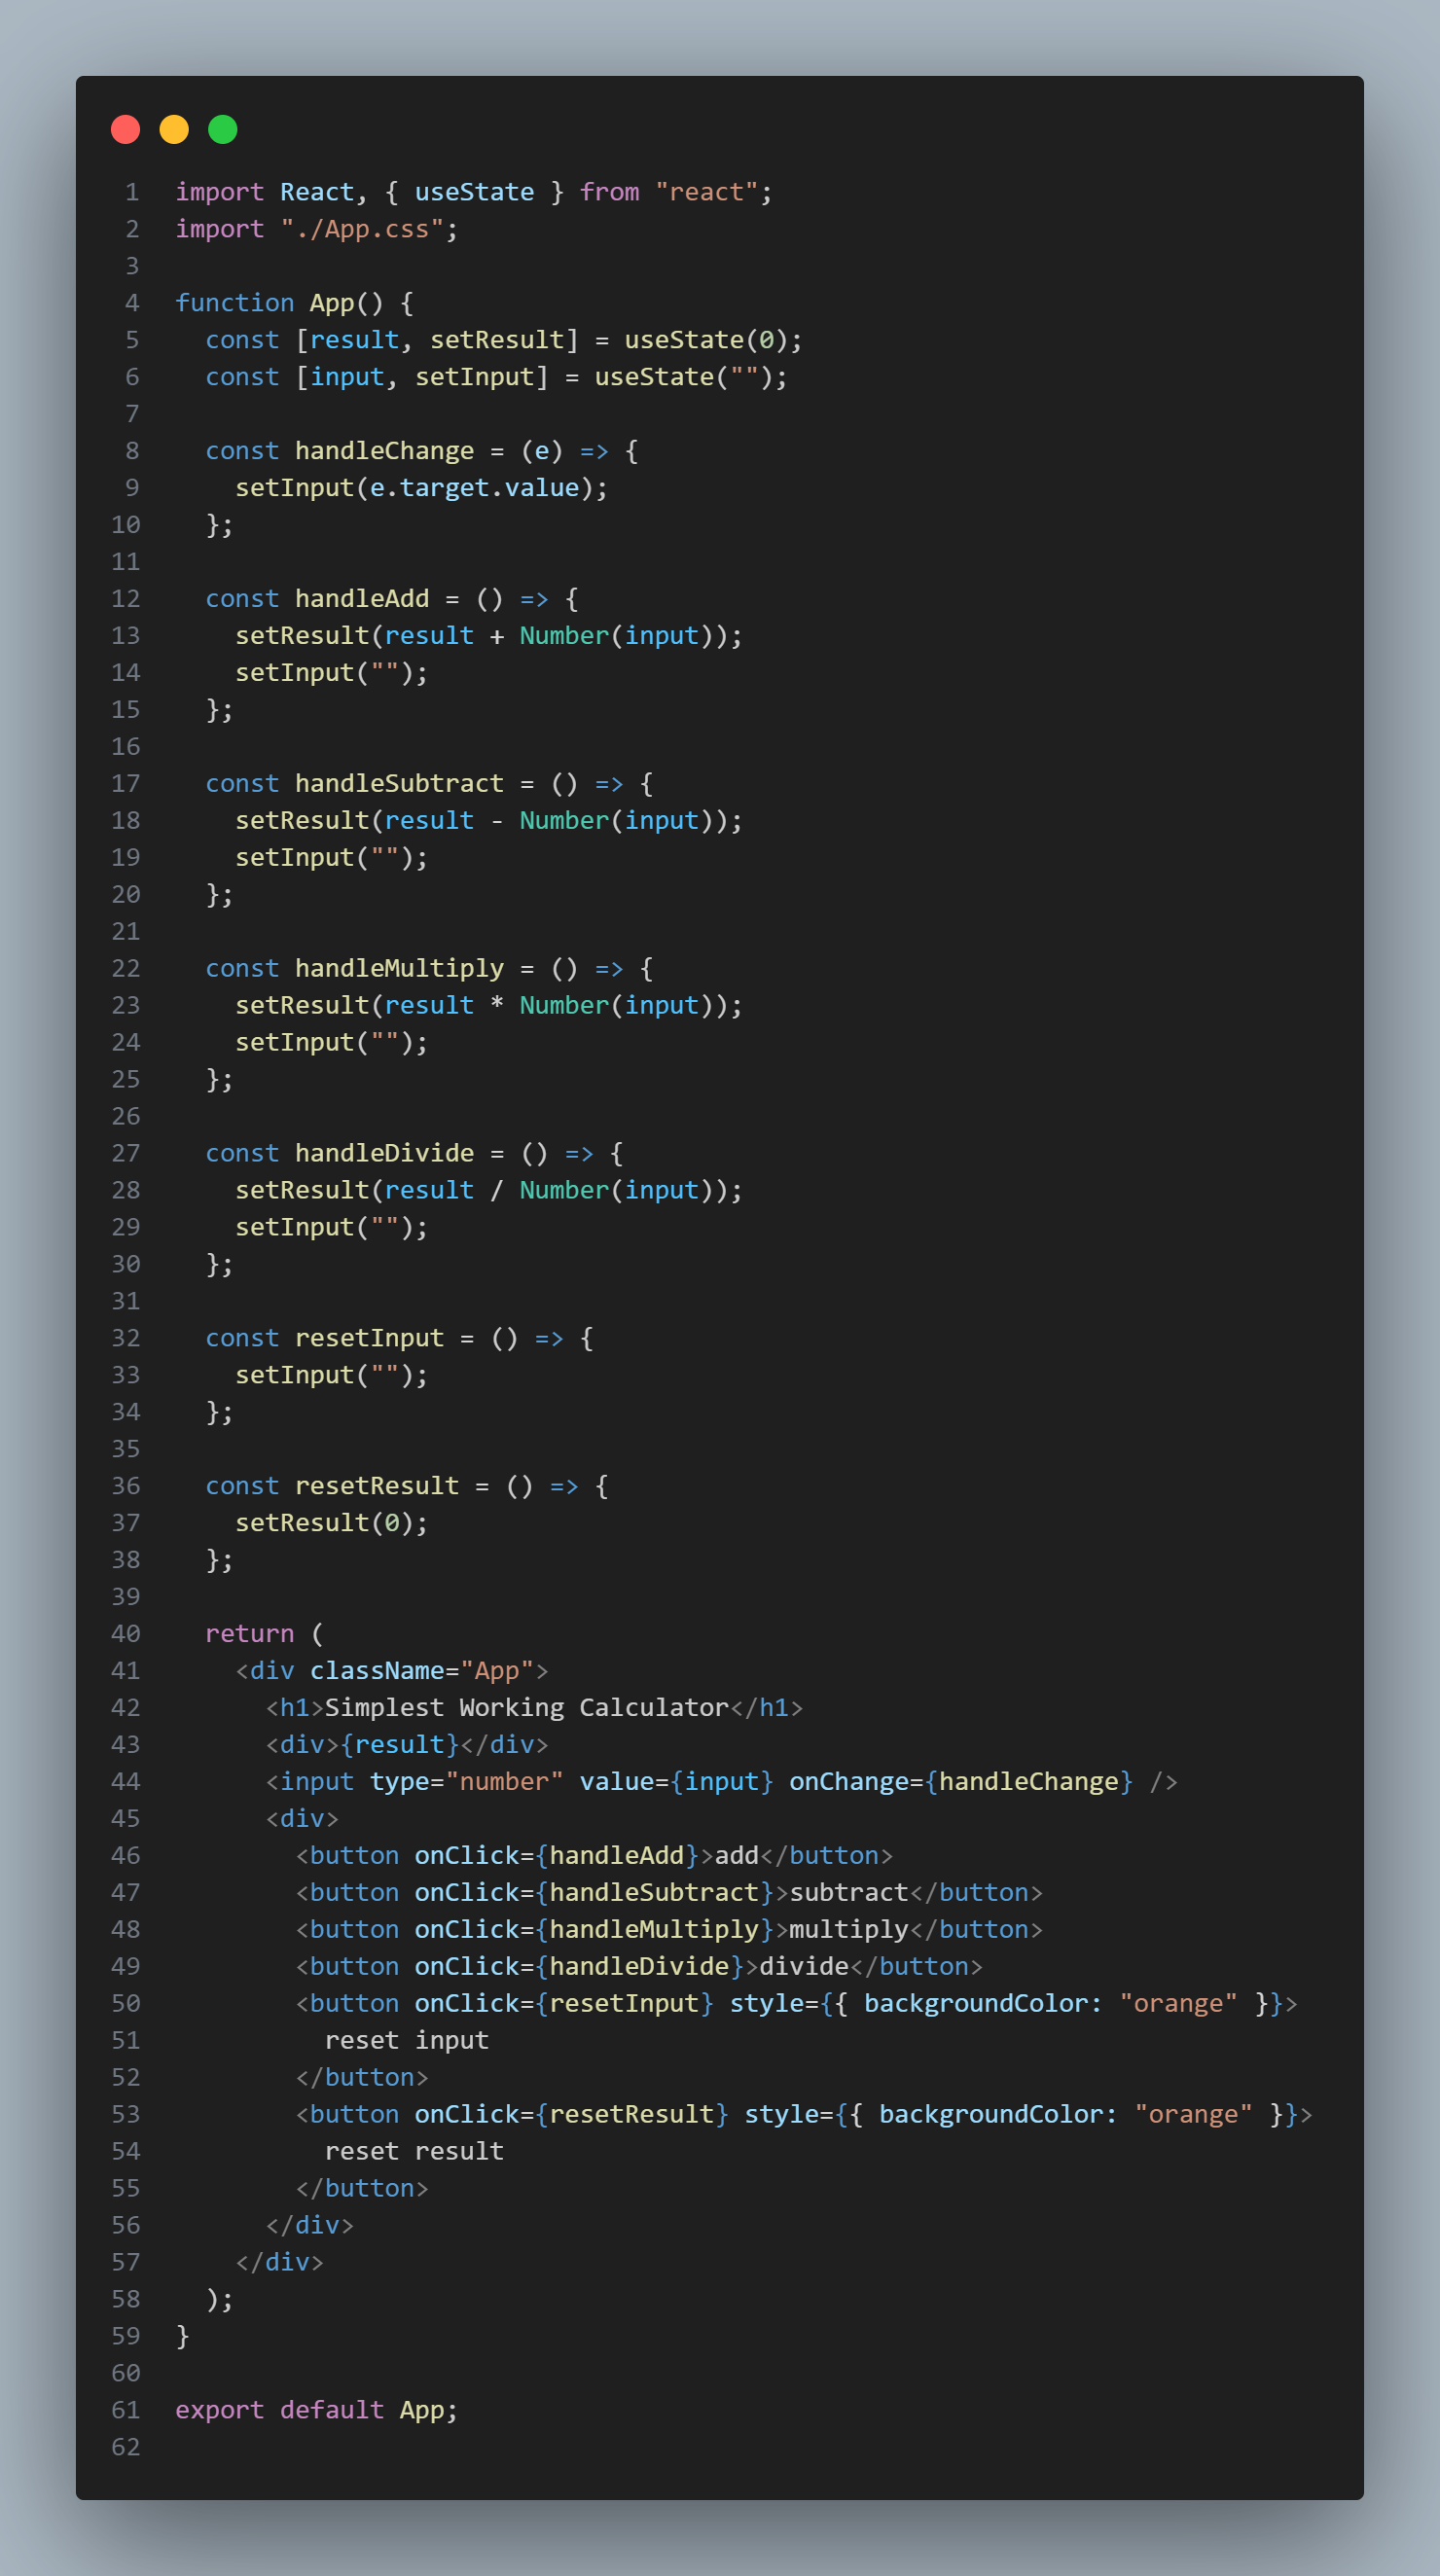 1 import React, { useState } from "react";
2 import "./App.css";
3
4 function App() {
5   const [result, setResult] = useState(0);
6   const [input, setInput] = useState("");
7
8   const handleChange = (e) => {
9     setInput(e.target.value);
10   };
11
12   const handleAdd = () => {
13     setResult(result + Number(input));
14     setInput("");
15   };
16
17   const handleSubtract = () => {
18     setResult(result - Number(input));
19     setInput("");
20   };
21
22   const handleMultiply = () => {
23     setResult(result * Number(input));
24     setInput("");
25   };
26
27   const handleDivide = () => {
28     setResult(result / Number(input));
29     setInput("");
30   };
31
32   const resetInput = () => {
33     setInput("");
34   };
35
36   const resetResult = () => {
37     setResult(0);
38   };
39
40   return (
41     <div className="App">
42       <h1>Simplest Working Calculator</h1>
43       <div>{result}</div>
44       <input type="number" value={input} onChange={handleChange} />
45       <div>
46         <button onClick={handleAdd}>add</button>
47         <button onClick={handleSubtract}>subtract</button>
48         <button onClick={handleMultiply}>multiply</button>
49         <button onClick={handleDivide}>divide</button>
50         <button onClick={resetInput} style={{ backgroundColor: "orange" }}>
51           reset input
52         </button>
53         <button onClick={resetResult} style={{ backgroundColor: "orange" }}>
54           reset result
55         </button>
56       </div>
57     </div>
58   );
59 }
60
61 export default App;
62